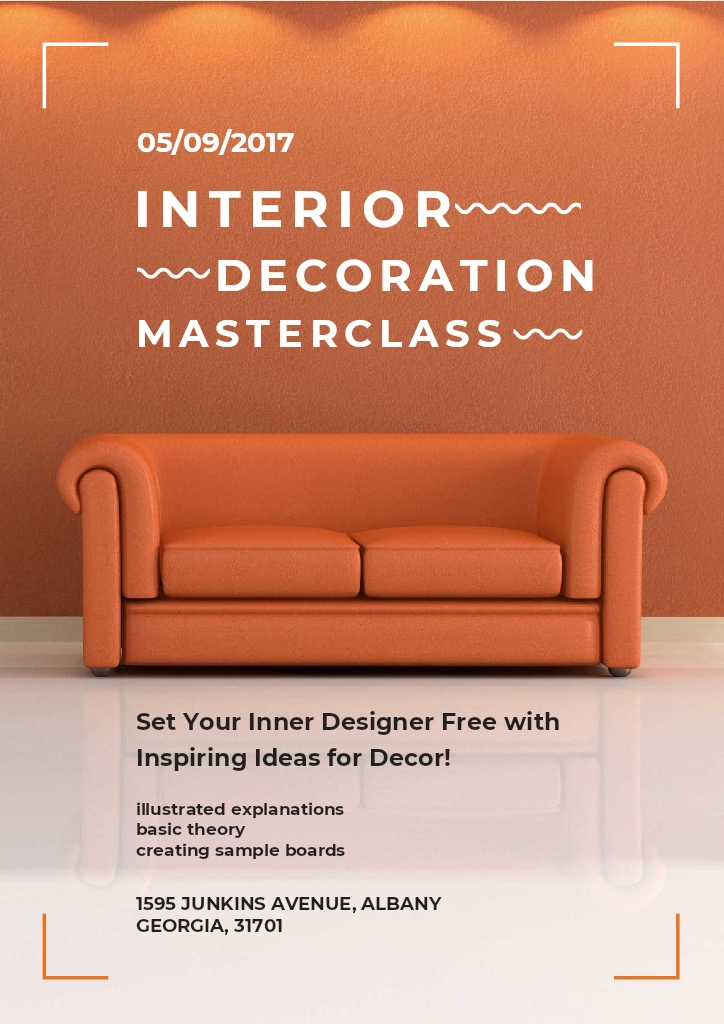 05/09/2017
INTERIOR
DECORATION
MASTERCLASS
Set Your Inner Designer Free with
Inspiring Ideas for Decor!
illustrated explanations
basic theory
creating sample boards
1595 JUNKINS AVENUE, ALBANY
GEORGIA, 31701